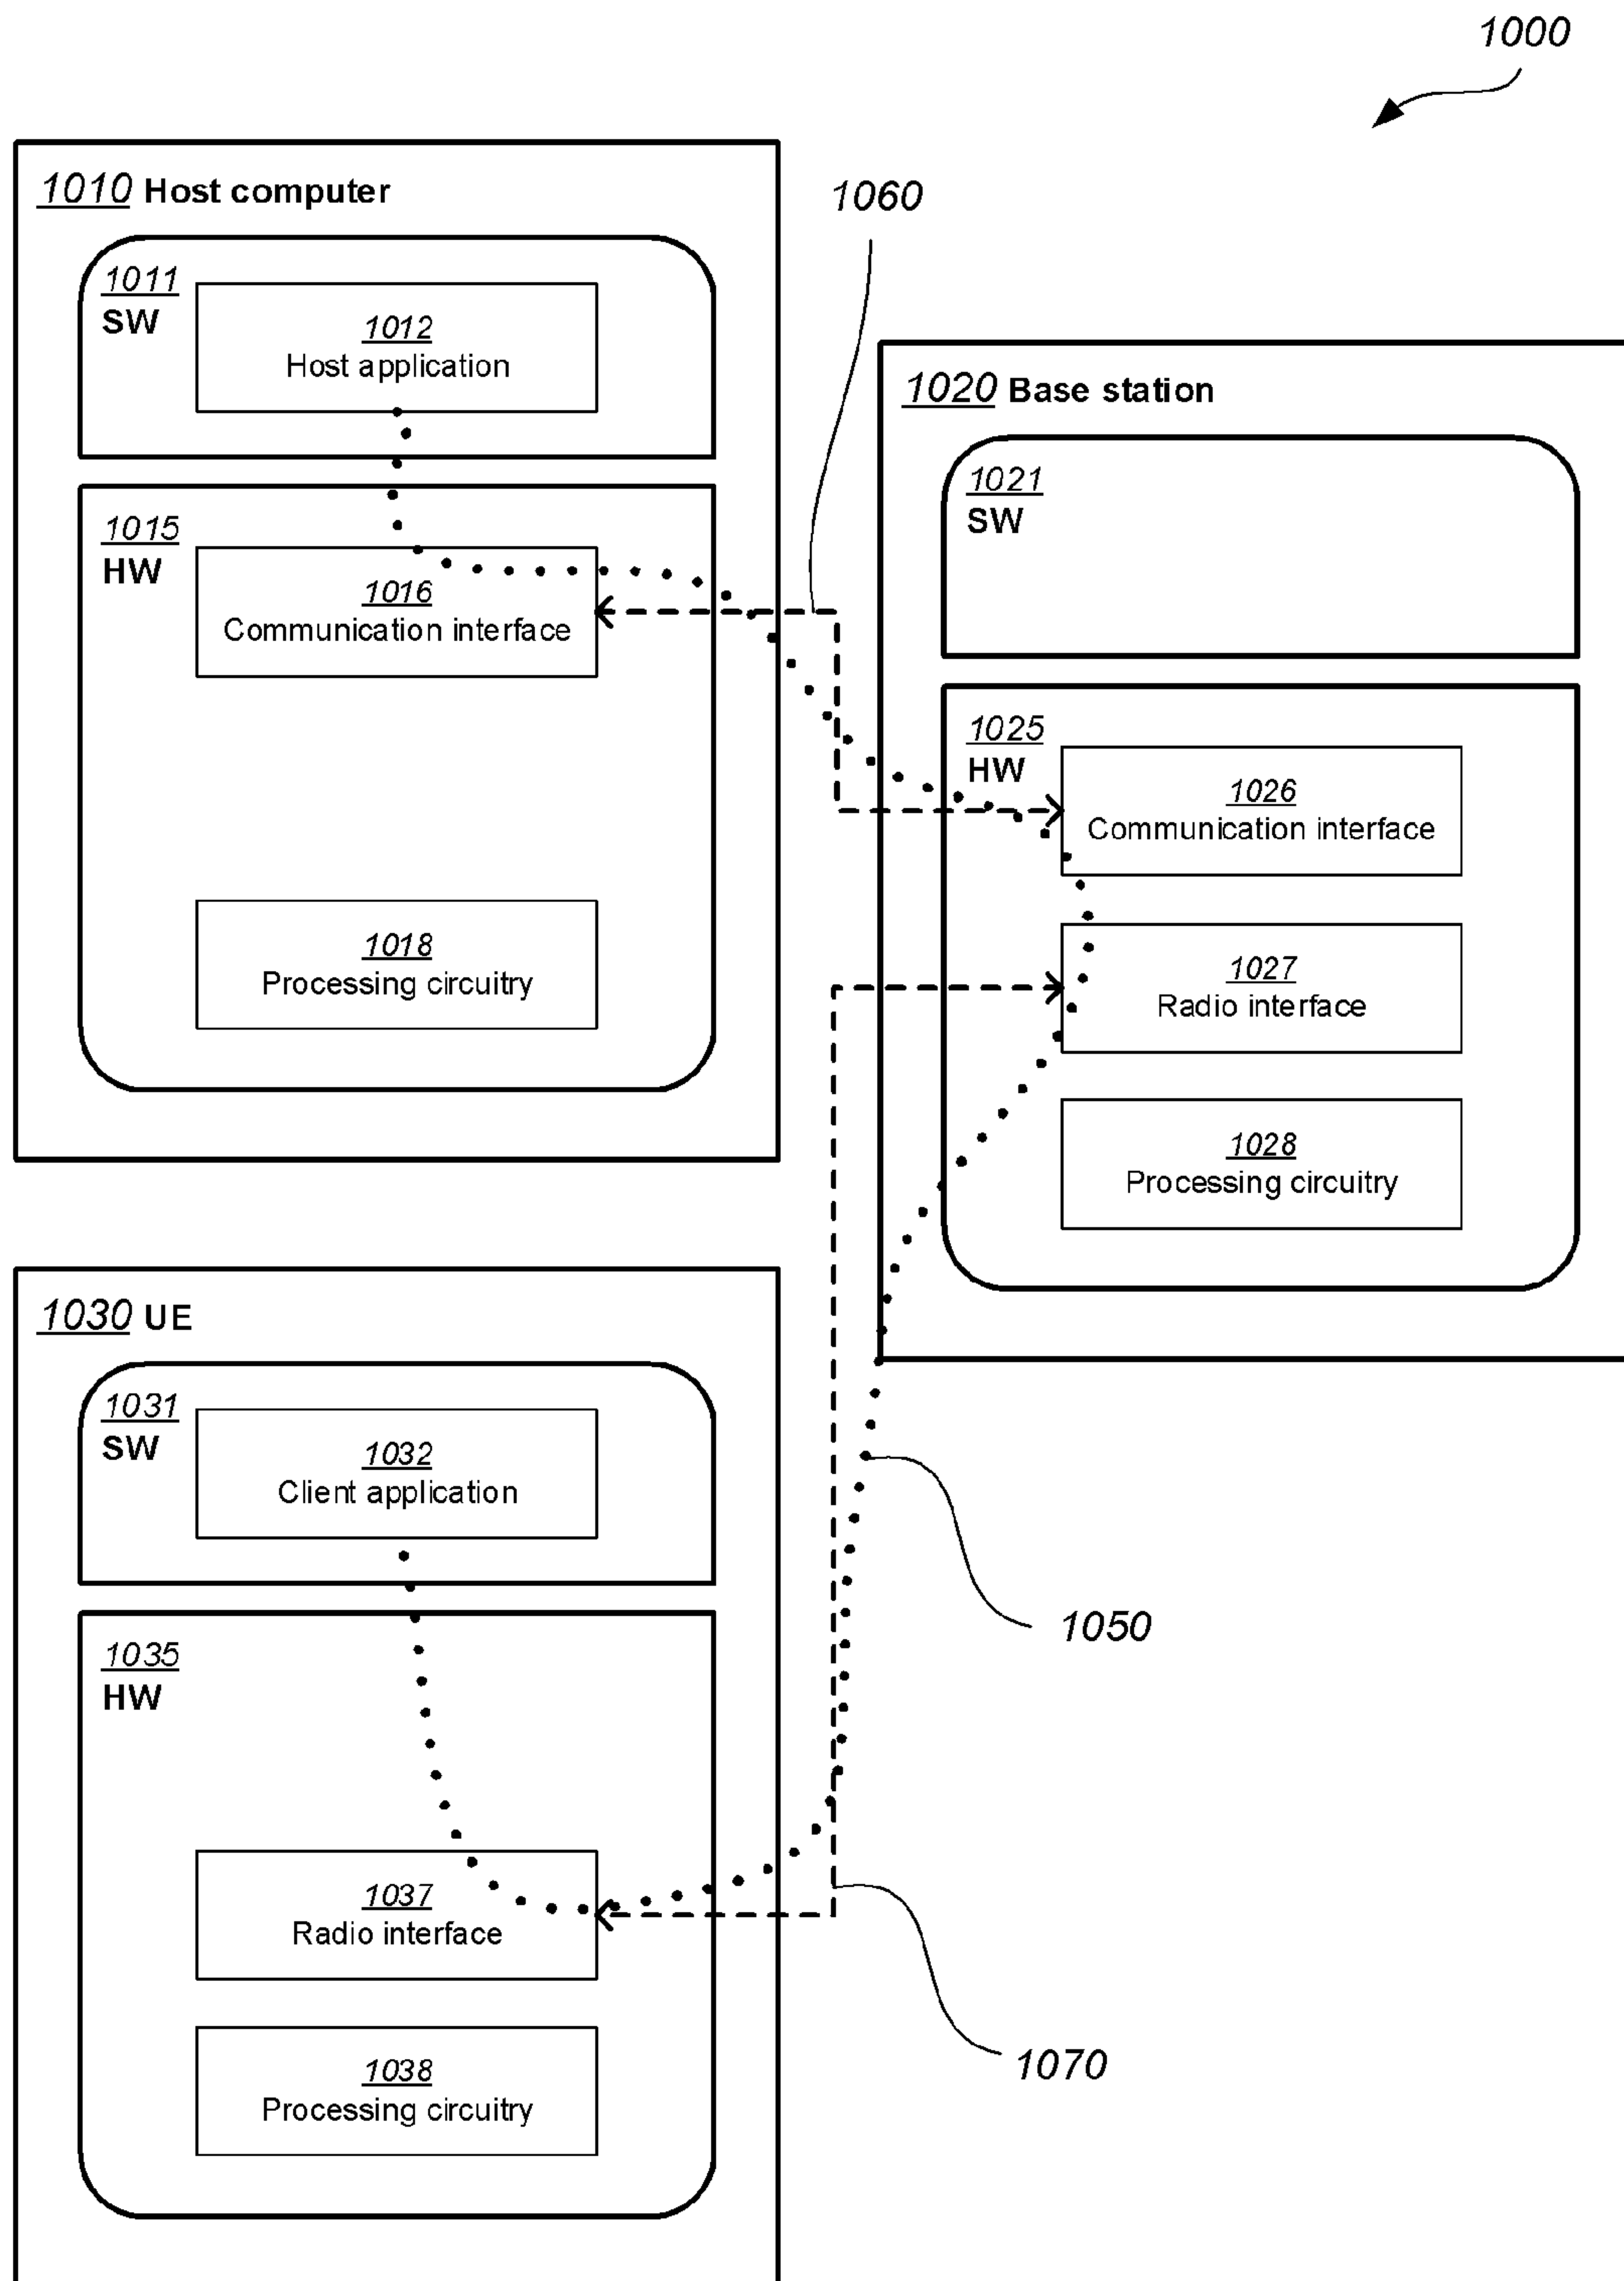 1000
1010 Host computer
1011
SW
1012
Host application
1015
HW
1016
Communication interface
1018
Processing circuitry
1060
1020 Base station
1021
SW
1025
HW
1026
Communication interface
1027
Radio interface
1028
Processing circuitry
1030 UE
1031
SW
1032
Client application
1035
HW
1037
Radio interface
1038
Processing circuitry
1050
1070